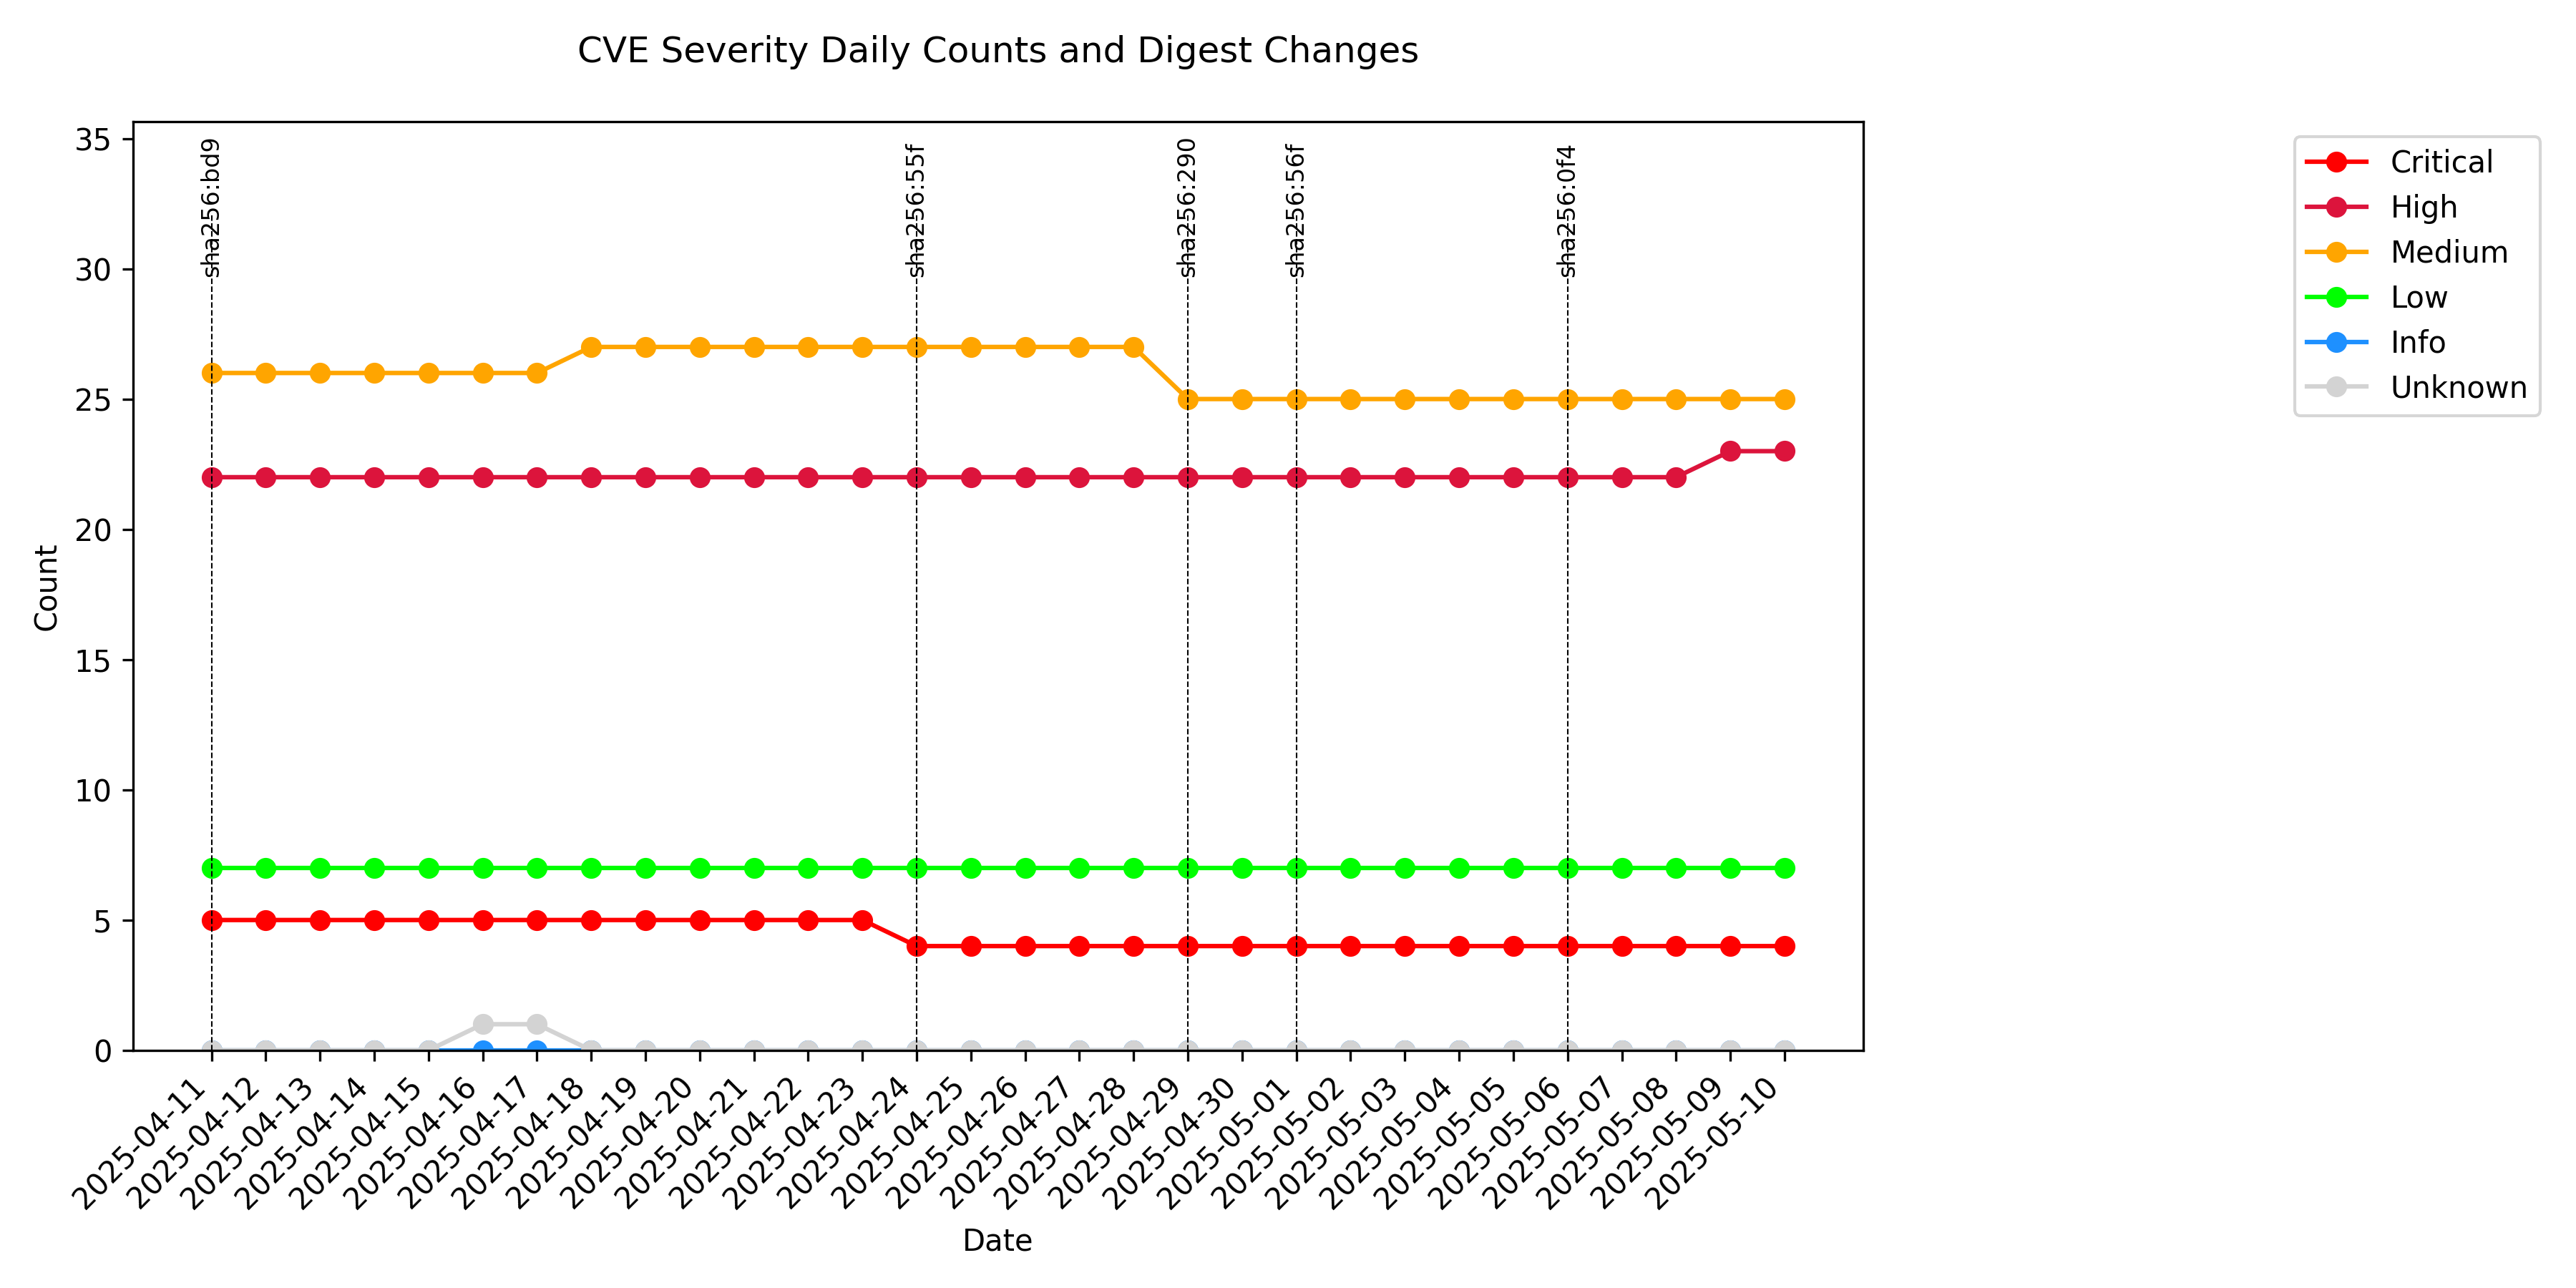 CVE Severity Daily Counts and Digest Changes
35
30
25
20
15
10
5
0
Count
sha256:bd9
sha256:55f
sha256:290
sha256:56f
sha256:0f4
Critical
High
Medium
Low
Info
Unknown
2025-04-11
2025-04-12
2025-04-13
2025-04-14
2025-04-15
2025-04-16
2025-04-17
2025-04-18
2025-04-19
2025-04-20
2025-04-21
2025-04-22
2025-04-23
2025-04-24
2025-04-25
2025-04-26
2025-04-27
2025-04-28
2025-04-29
2025-04-30
2025-05-01
2025-05-02
2025-05-03
2025-05-04
2025-05-05
2025-05-06
2025-05-07
2025-05-08
2025-05-09
2025-05-10
Date